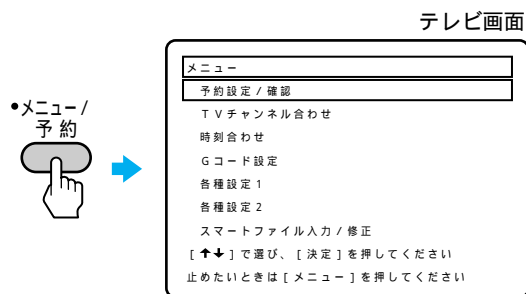 テレビ画面
•メニュー/
予約
メニュー
予約設定/確認
TVチャンネル合わせ
時刻合わせ
Gコード設定
各種設定1
各種設定2
スマートファイル入力/修正
[↑↓]で選び、[決定]を押してください
止めたいときは[メニュー]を押してください